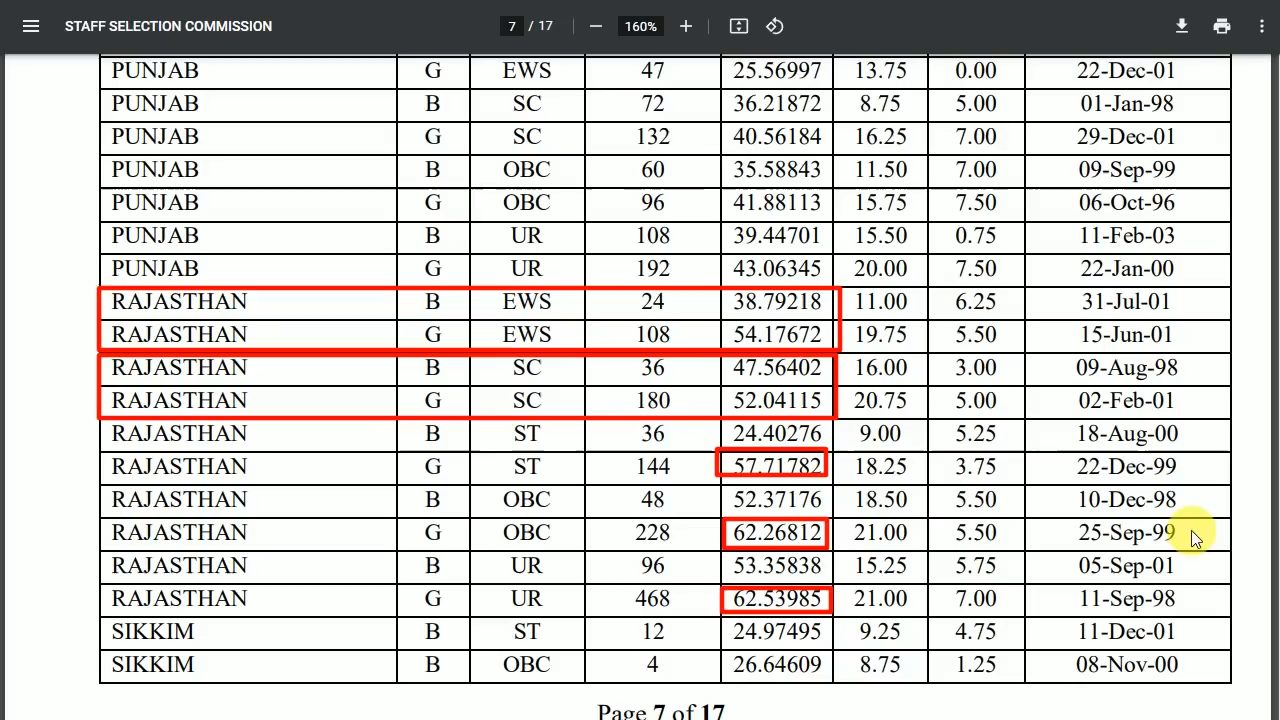 STAFF SELECTION COMMISSION 7 / 17 160%
PUNJAB G EWS 47 25.56997 13.75 0.00 22-Dec-01
PUNJAB B SC 72 36.21872 8.75 5.00 01-Jan-98
PUNJAB G SC 132 40.56184 16.25 7.00 29-Dec-01
PUNJAB B OBC 60 35.58843 11.50 7.00 09-Sep-99
PUNJAB G OBC 96 41.88113 15.75 7.50 06-Oct-96
PUNJAB B UR 108 39.44701 15.50 0.75 11-Feb-03
PUNJAB G UR 192 43.06345 20.00 7.50 22-Jan-00
RAJASTHAN B EWS 24 38.79218 11.00 6.25 31-Jul-01
RAJASTHAN G EWS 108 54.17672 19.75 5.50 15-Jun-01
RAJASTHAN B SC 36 47.56402 16.00 3.00 09-Aug-98
RAJASTHAN G SC 180 52.04115 20.75 5.00 02-Feb-01
RAJASTHAN B ST 36 24.40276 9.00 5.25 18-Aug-00
RAJASTHAN G ST 144 57.71782 18.25 3.75 22-Dec-99
RAJASTHAN B OBC 48 52.37176 18.50 5.50 10-Dec-98
RAJASTHAN G OBC 228 62.26812 21.00 5.50 25-Sep-99
RAJASTHAN B UR 96 53.35838 15.25 5.75 05-Sep-01
RAJASTHAN G UR 468 62.53985 21.00 7.00 11-Sep-98
SIKKIM B ST 12 24.97495 9.25 4.75 11-Dec-01
SIKKIM B OBC 4 26.64609 8.75 1.25 08-Nov-00
Page 7 of 17